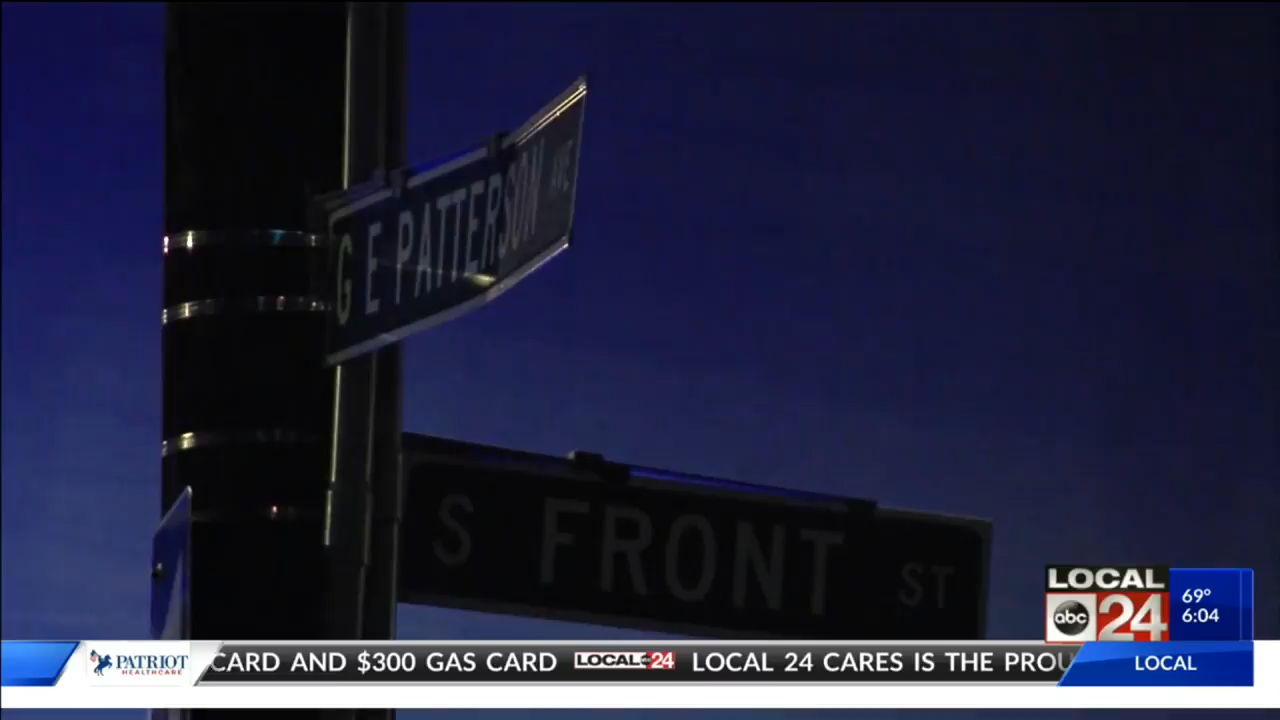 G E PATTERSON AVE
S FRONT ST
LOCAL
abc 24
69°
6:04
PATRIOT
HEALTHCARE
CARD AND $300 GAS CARD LOCAL 24 LOCAL 24 CARES IS THE PROU
LOCAL